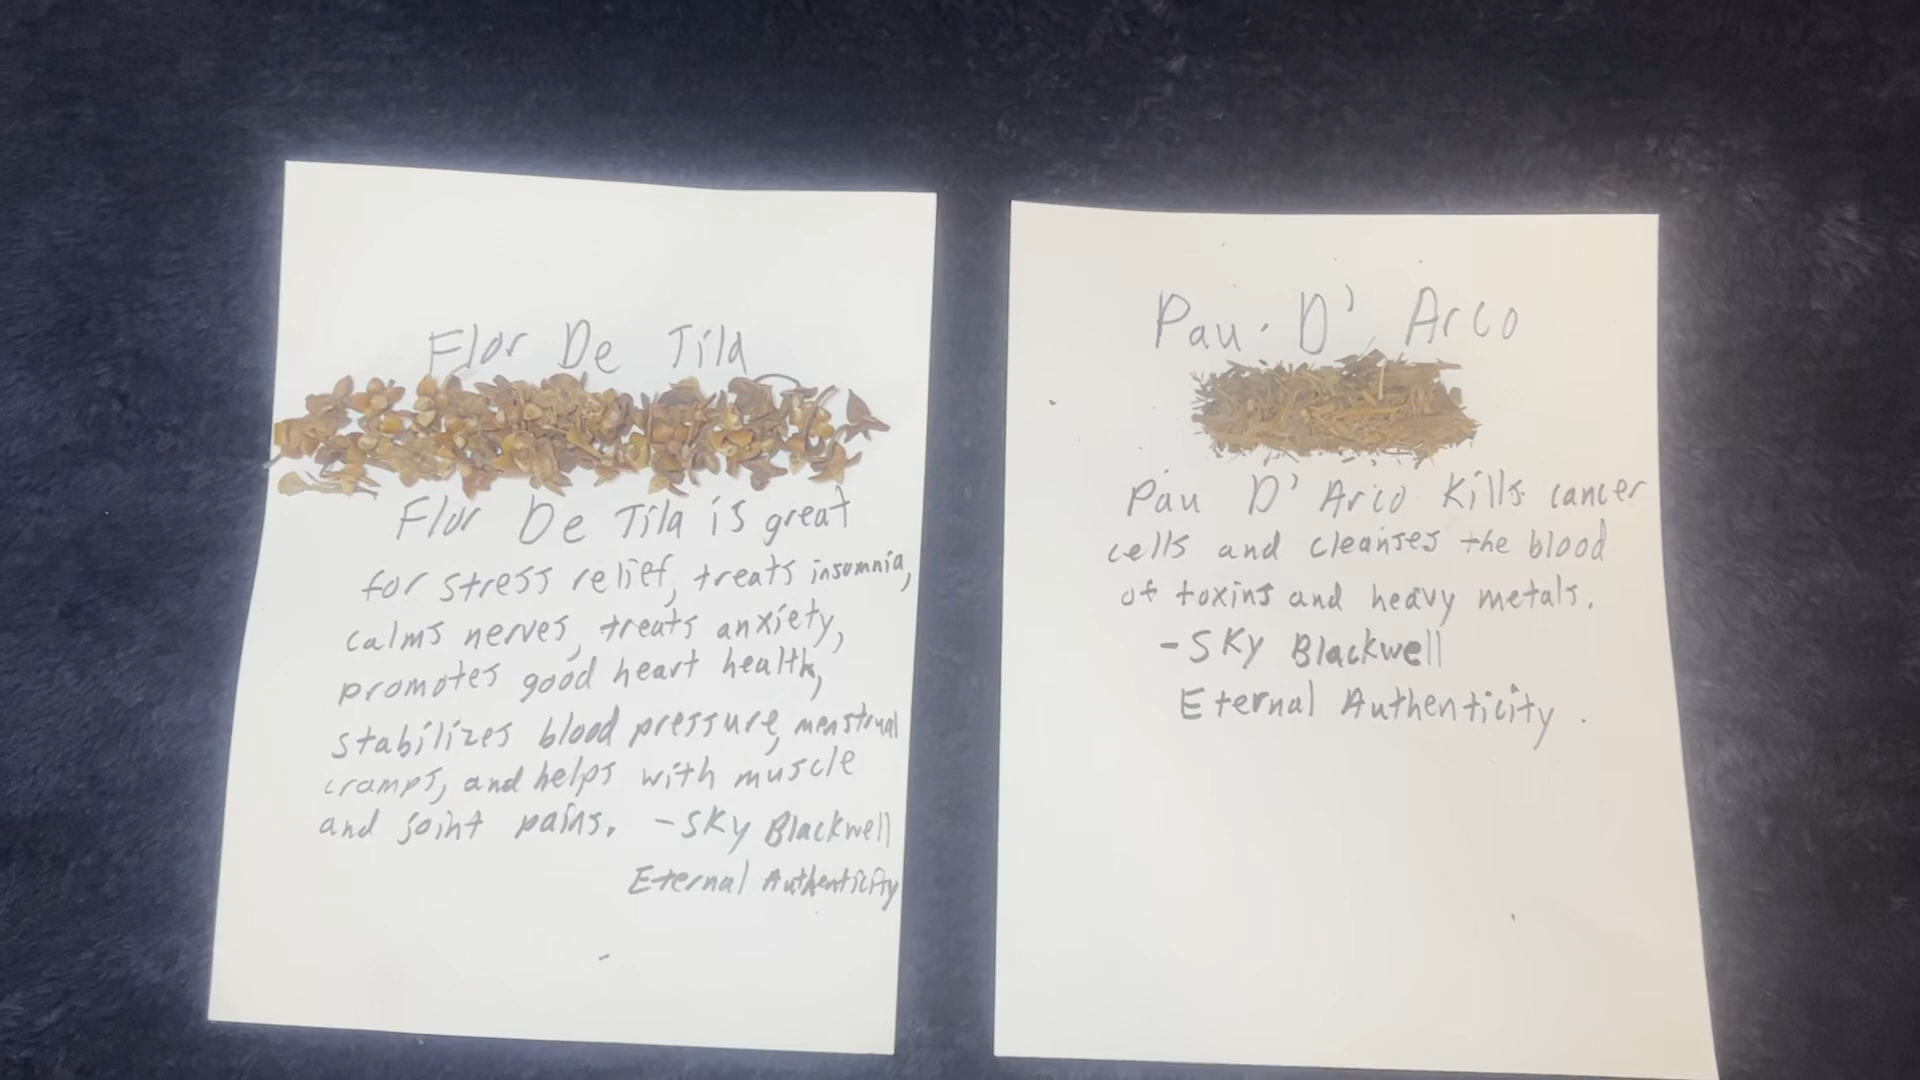 Flor De Tila
Flor De Tila is great
for stress relief, treats insomnia,
calms nerves, treats anxiety,
promotes good heart health,
stabilizes blood pressure, menstrual
cramps, and helps with muscle
and joint pains. -Sky Blackwell
Eternal Authenticity
Pau D' Arco
Pau D' Arco kills cancer
cells and cleanses the blood
of toxins and heavy metals.
-Sky Blackwell
Eternal Authenticity.